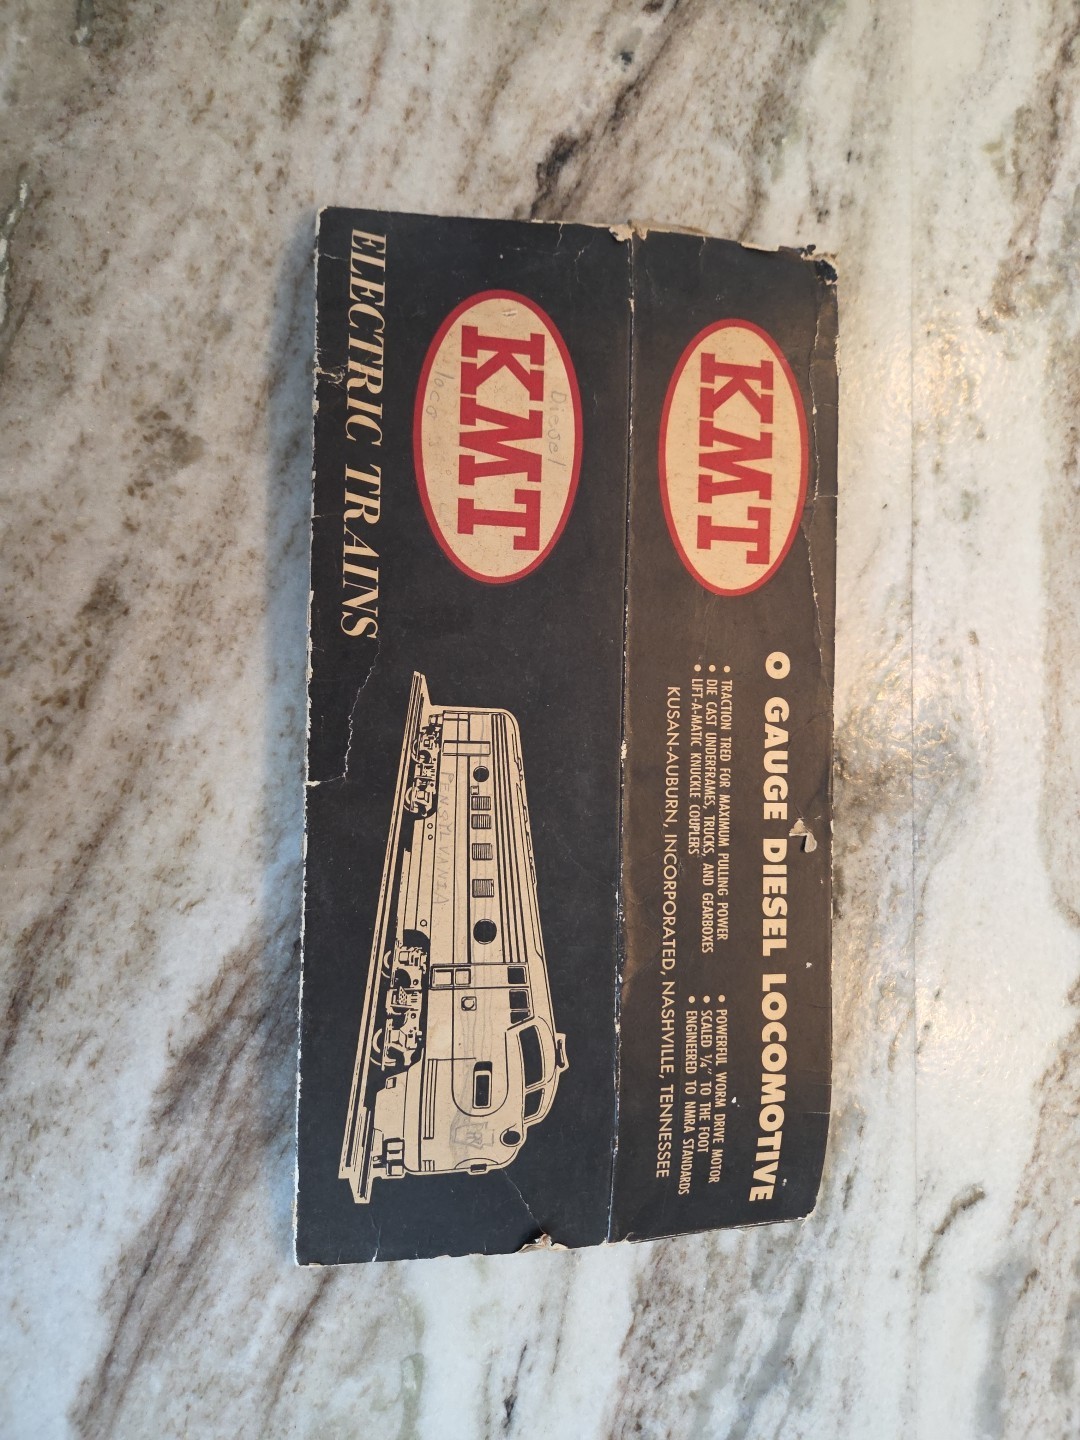 KMT
O GAUGE DIESEL LOCOMOTIVE
• TRACTION TRED FOR MAXIMUM PULLING POWER
• DIE CAST UNDERFRAMES, TRUCKS, AND GEARBOXES
• LIFT-A-MATIC KNUCKLE COUPLERS
• POWERFUL WORM DRIVE MOTOR
• SCALED ¼" TO THE FOOT
• ENGINEERED TO NMRA STANDARDS
KUSAN-AUBURN, INCORPORATED, NASHVILLE, TENNESSEE
Diesel
KMT
loco
PENSYLVANIA
ELECTRIC TRAINS